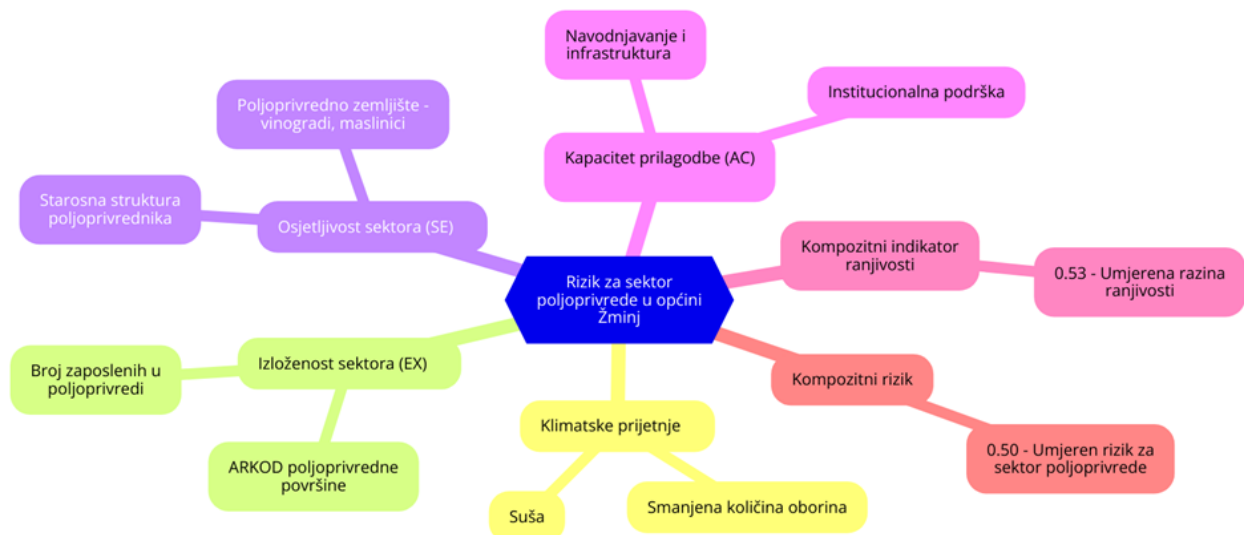 Navodnjavanje i
infrastruktura
Institucionalna podrška
Kapacitet prilagodbe (AC)
Poljoprivredno zemljište -
vinogradi, maslinici
Starosna struktura
poljoprivrednika
Osjetljivost sektora (SE)
Rizik za sektor
poljoprivrede u općini
Žminj
Kompozitni indikator
ranjivosti
0.53 - Umjerena razina
ranjivosti
Izloženost sektora (EX)
Broj zaposlenih u
poljoprivredi
ARKOD poljoprivredne
površine
Klimatske prijetnje
Suša
Smanjena količina oborina
Kompozitni rizik
0.50 - Umjeren rizik za
sektor poljoprivrede